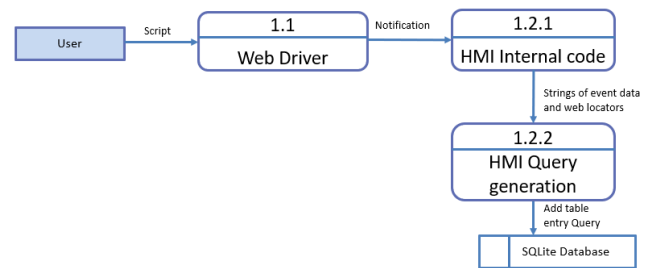 User
Script
1.1
Web Driver
Notification
1.2.1
HMI Internal code
Strings of event data
and web locators
1.2.2
HMI Query
generation
Add table
entry Query
SQLite Database